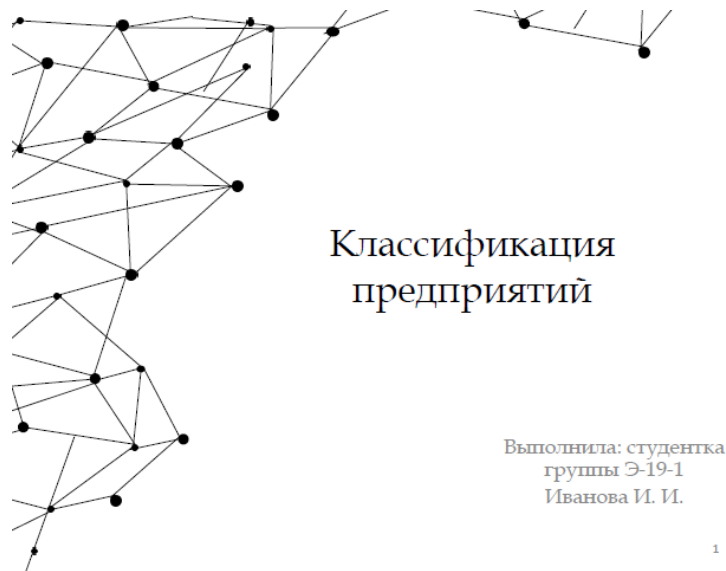 Классификация
предприятий
Выполнила: студентка
группы Э-19-1
Иванова И. И.
1